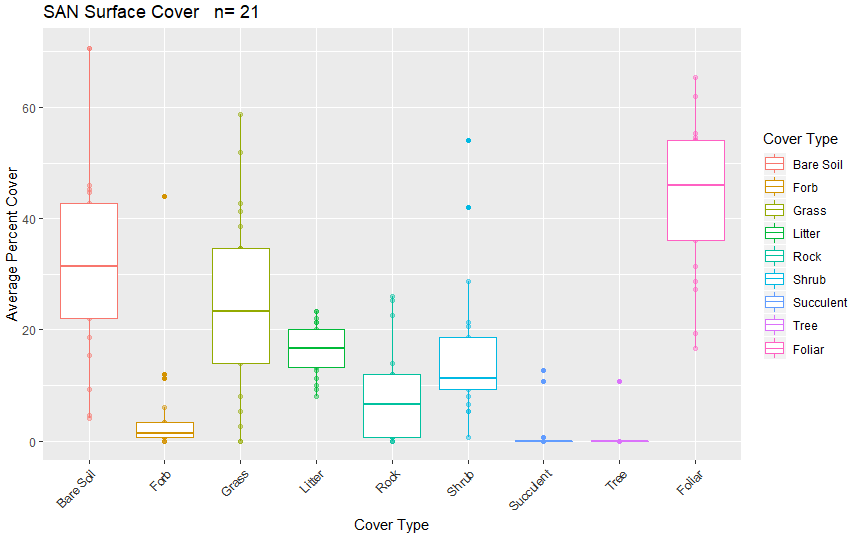 SAN Surface Cover   n= 21
Average Percent Cover
60
40
20
0
Bare Soil
Forb
Grass
Litter
Rock
Shrub
Succulent
Tree
Foliar
Cover Type
Cover Type
Bare Soil
Forb
Grass
Litter
Rock
Shrub
Succulent
Tree
Foliar